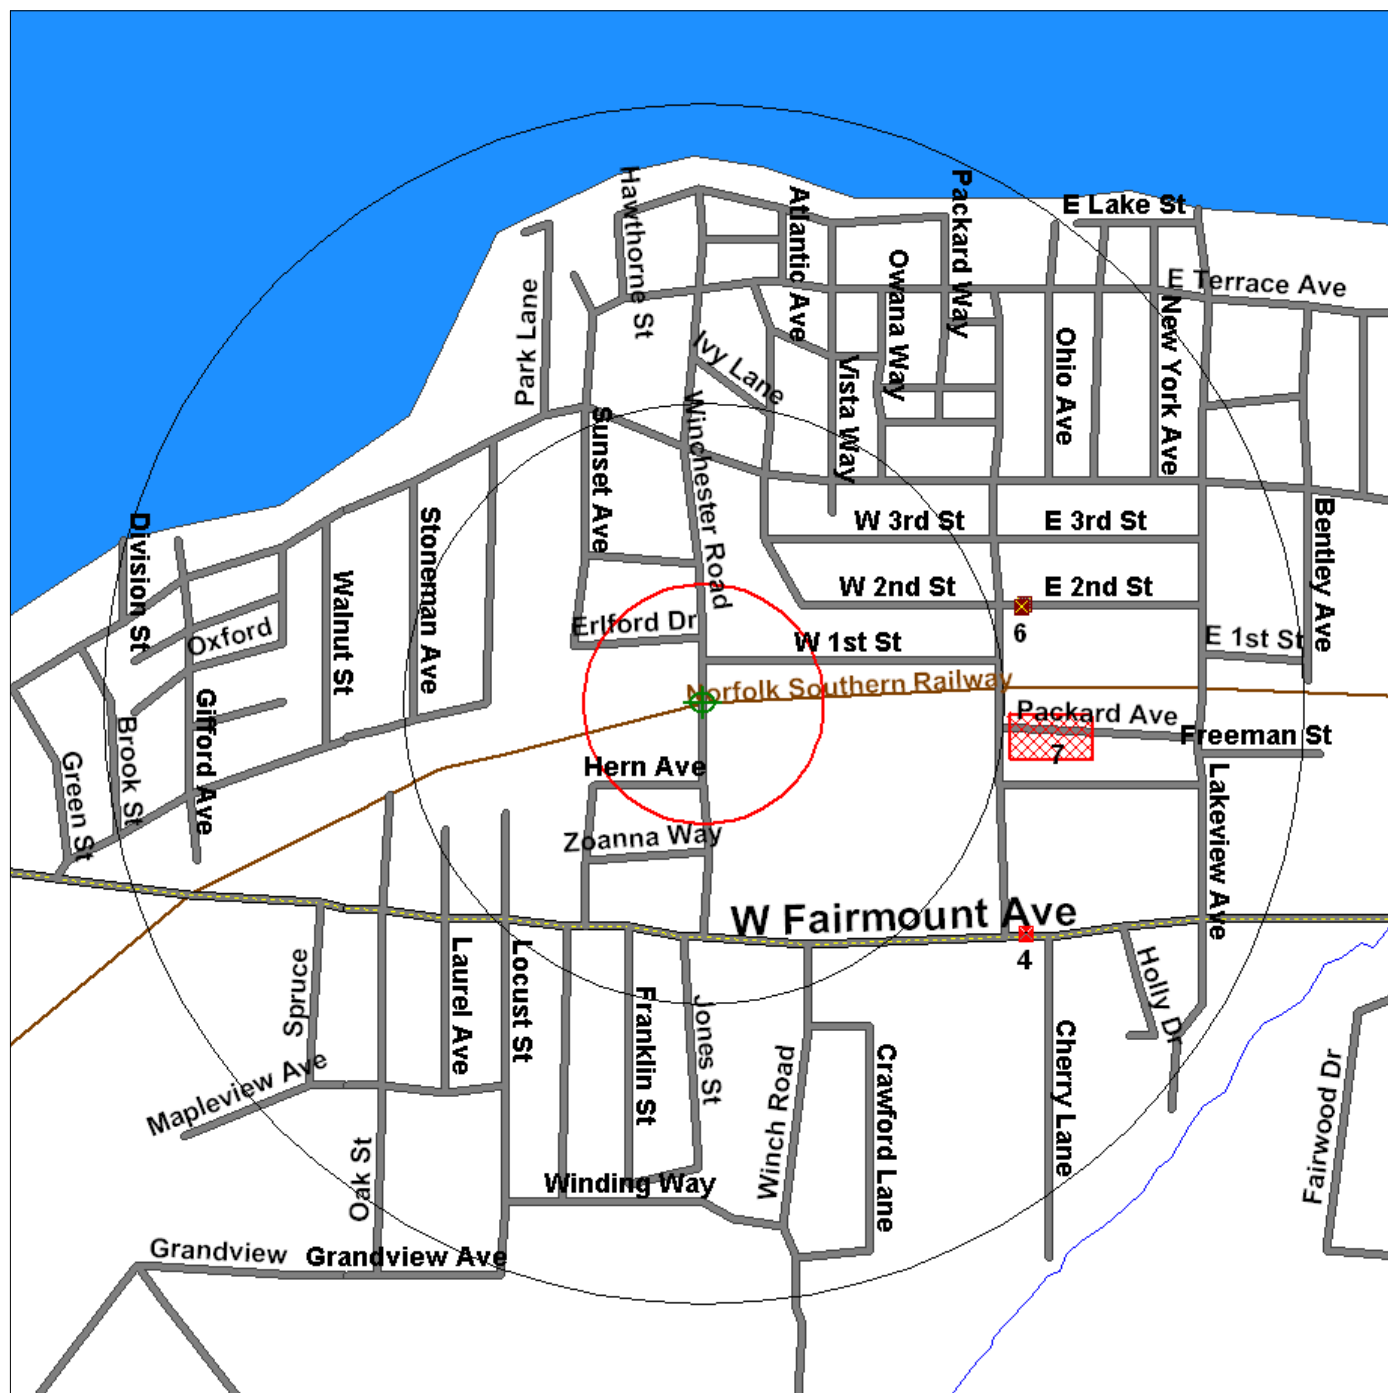 Hawthorne St
Atlantic Ave
Packard Way
E Lake St
Owana Way
E Terrace Ave
Park Lane
New York Ave
Ivy Lane
Ohio Ave
Vista Way
Winchester Road
Sunset Ave
Bentley Ave
Division St
Stoneman Ave
W 3rd St
E 3rd St
Walnut St
W 2nd St
E 2nd St
Erlford Dr
6
Oxford
W 1st St
E 1st St
Norfolk Southern Railway
Gifford Ave
Brook St
Packard Ave
Freeman St
7
Green St
Hern Ave
Lakeview Ave
Zoanna Way
W Fairmount Ave
4
Spruce
Laurel Ave
Locust St
Holly Dr
Franklin St
Jones St
Cherry Lane
Mapleview Ave
Winch Road
Crawford Lane
Fairwood Dr
Oak St
Winding Way
Grandview
Grandview Ave